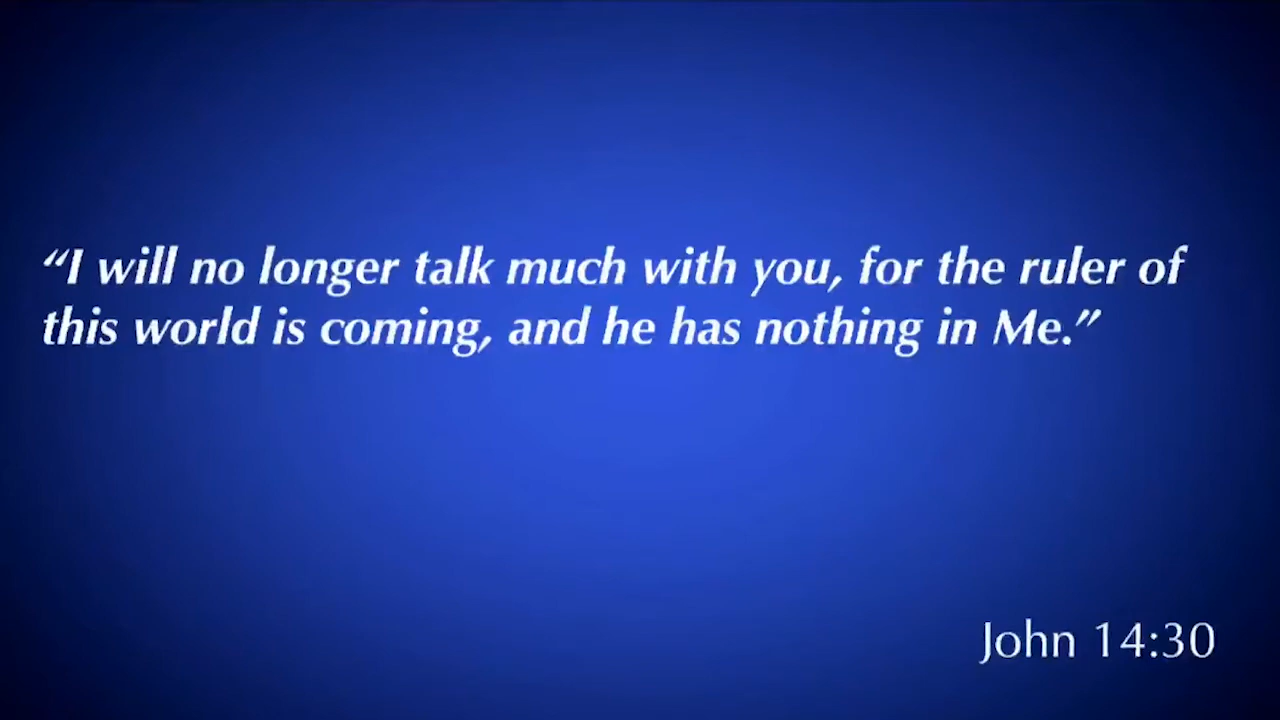 “I will no longer talk much with you, for the ruler of
this world is coming, and he has nothing in Me.”
John 14:30